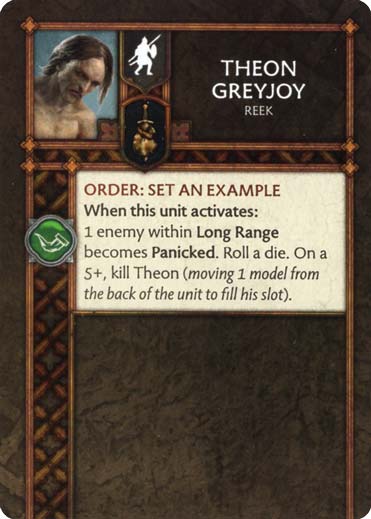 THEON
GREYJOY
REEK
ORDER: SET AN EXAMPLE
When this unit activates:
1 enemy within Long Range
becomes Panicked. Roll a die. On a
5+, kill Theon (moving 1 model from
the back of the unit to fill his slot).